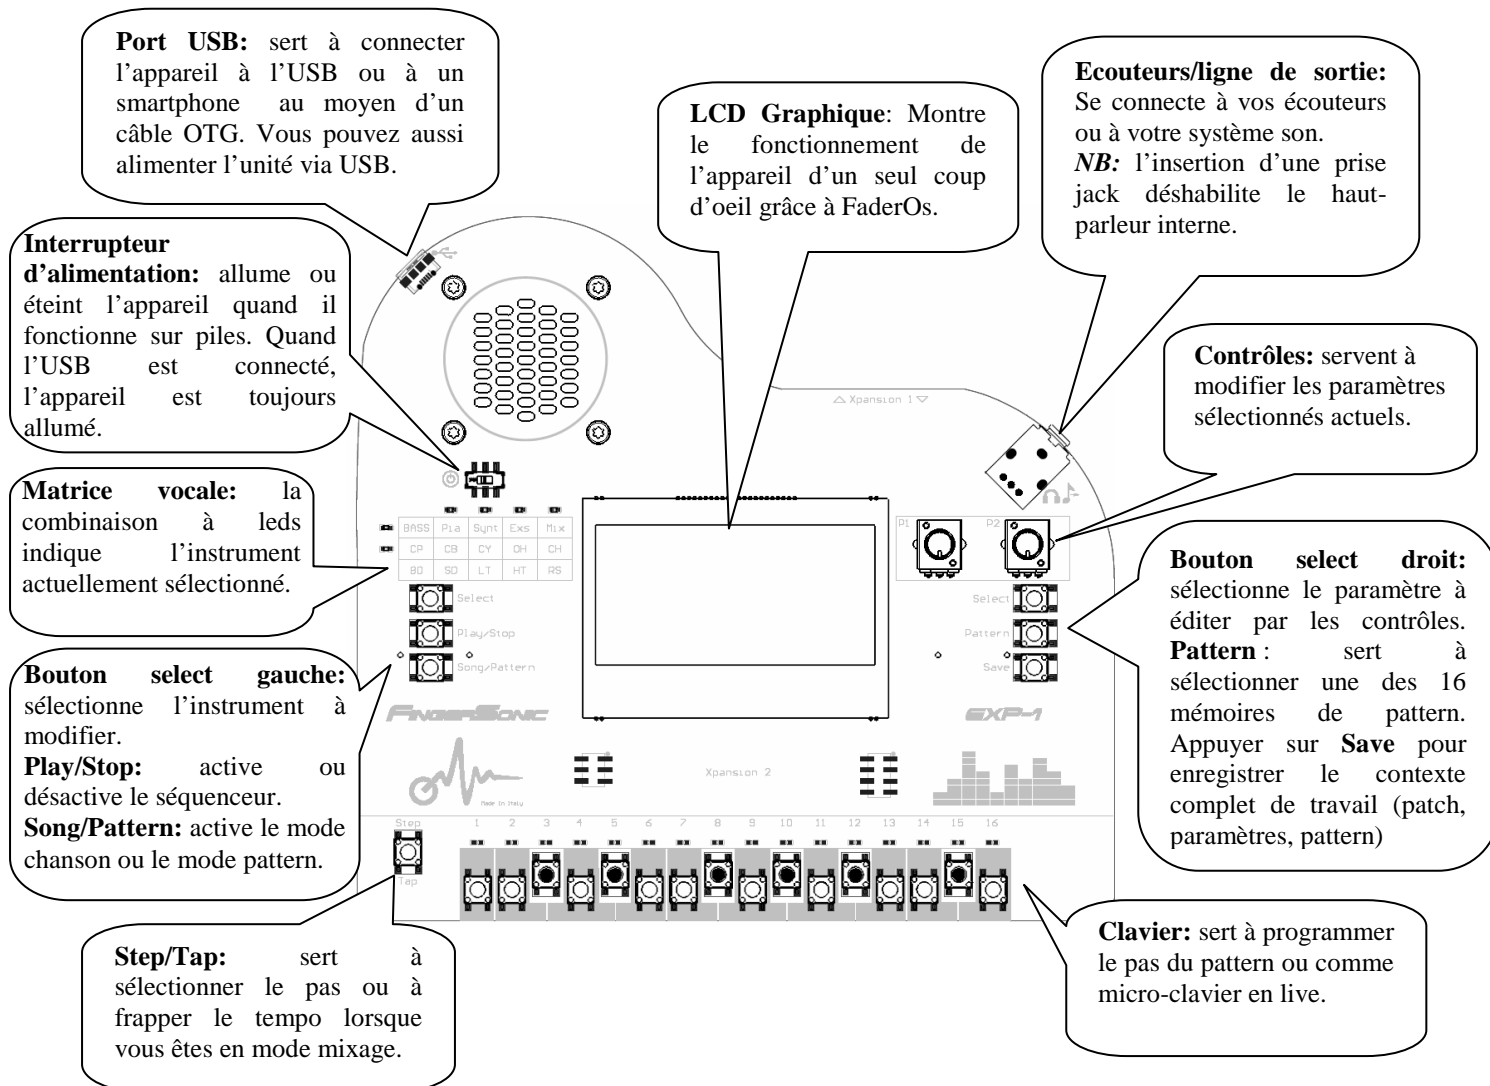 Port USB: sert à connecter
l'appareil à l'USB ou à un
smartphone au moyen d'un
câble OTG. Vous pouvez aussi
alimenter l'unité via USB.
LCD Graphique: Montre
le fonctionnement de
l'appareil d'un seul coup
d'oeil grâce à FaderOs.
Ecouteurs/ligne de sortie:
Se connecte à vos écouteurs
ou à votre système son.
NB: l'insertion d'une prise
jack déshabilite le haut-
parleur interne.
Interrupteur
d'alimentation: allume ou
éteint l'appareil quand il
fonctionne sur piles. Quand
l'USB est connecté,
l'appareil est toujours
allumé.
Contrôles: servent à
modifier les paramètres
sélectionnés actuels.
Xpansion 1
Matrice vocale: la
combinaison à leds
indique l'instrument
actuellement sélectionné.
BASS Pia Synt Exs Mix
CP CB CY OH CH
BD SD LT HT RS
P1 P2
Select
Play/Stop
Song/Pattern
Select
Pattern
Save
Bouton select droit:
sélectionne le paramètre à
éditer par les contrôles.
Pattern : sert à
sélectionner une des 16
mémoires de pattern.
Appuyer sur Save pour
enregistrer le contexte
complet de travail (patch,
paramètres, pattern)
Bouton select gauche:
sélectionne l'instrument à
modifier.
Play/Stop: active ou
désactive le séquenceur.
Song/Pattern: active le mode
chanson ou le mode pattern.
FingerSonic
EXP-1
Made In Italy
Xpansion 2
Step
Tap
1 2 3 4 5 6 7 8 9 10 11 12 13 14 15 16
Step/Tap: sert à
sélectionner le pas ou à
frapper le tempo lorsque
vous êtes en mode mixage.
Clavier: sert à programmer
le pas du pattern ou comme
micro-clavier en live.